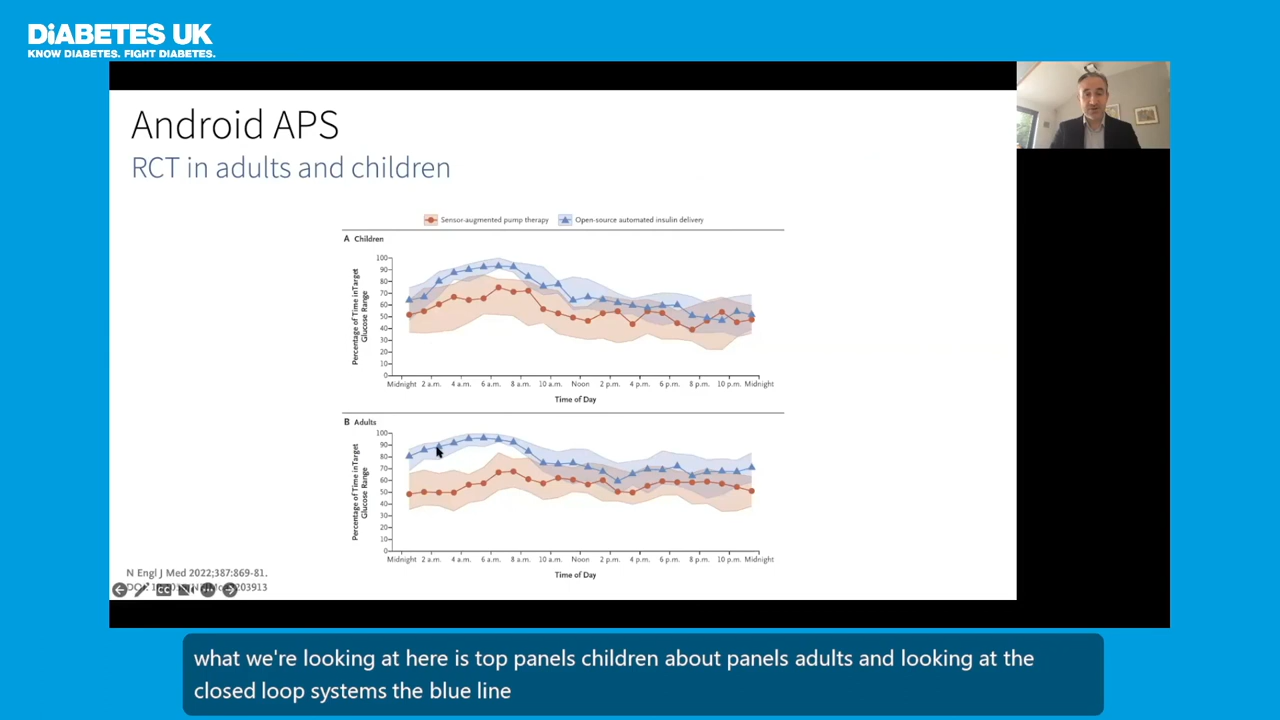 DiABETES UK
KNOW DIABETES. FIGHT DIABETES.
Android APS
RCT in adults and children
Sensor-augmented pump therapy
Open-source automated insulin delivery
A Children
Percentage of Time inTarget
Glucose Range
100
90
80
70
60
50
40
30
20
10
0
Midnight 2 a.m. 4 a.m. 6 a.m. 8 a.m. 10 a.m. Noon 2 p.m. 4 p.m. 6 p.m. 8 p.m. 10 p.m. Midnight
Time of Day
B Adults
Percentage of Time inTarget
Glucose Range
100
90
80
70
60
50
40
30
20
10
0
Midnight 2 a.m. 4 a.m. 6 a.m. 8 a.m. 10 a.m. Noon 2 p.m. 4 p.m. 6 p.m. 8 p.m. 10 p.m. Midnight
Time of Day
N Engl J Med 2022;387:869-81.
DOI:
CC
what we're looking at here is top panels children about panels adults and looking at the
closed loop systems the blue line